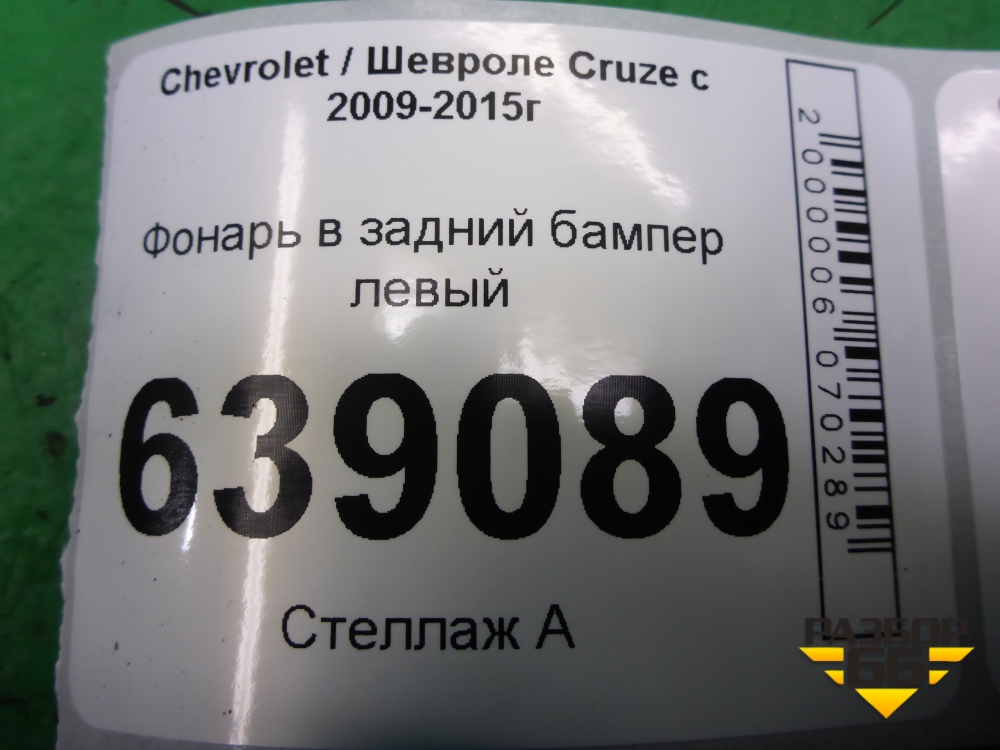 Chevrolet / Шевроле Cruze с
2009-2015г
Фонарь в задний бампер
левый
639089
Стеллаж А
2000006070289
РАЗБОР
66